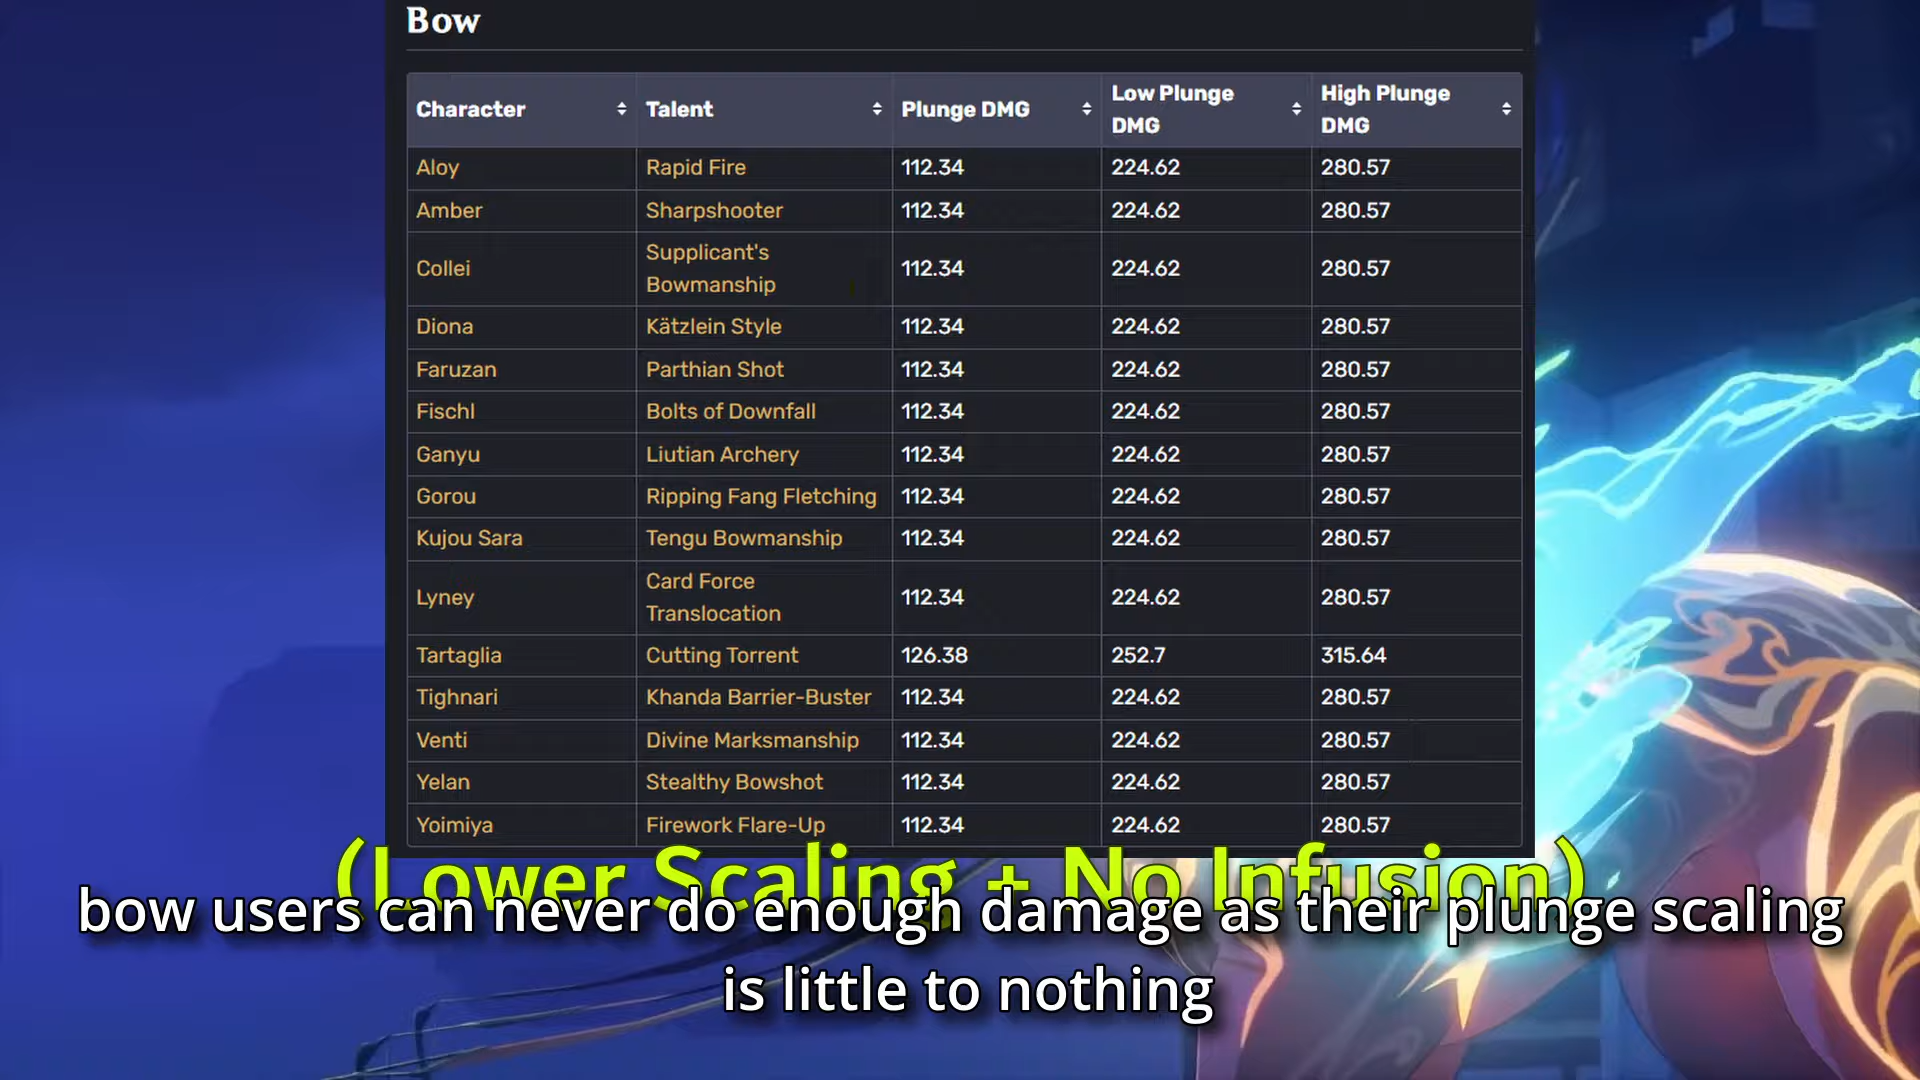 Bow
Character Talent Plunge DMG Low Plunge DMG High Plunge DMG
Aloy Rapid Fire 112.34 224.62 280.57
Amber Sharpshooter 112.34 224.62 280.57
Collei Supplicant's Bowmanship 112.34 224.62 280.57
Diona Kätzlein Style 112.34 224.62 280.57
Faruzan Parthian Shot 112.34 224.62 280.57
Fischl Bolts of Downfall 112.34 224.62 280.57
Ganyu Liutian Archery 112.34 224.62 280.57
Gorou Ripping Fang Fletching 112.34 224.62 280.57
Kujou Sara Tengu Bowmanship 112.34 224.62 280.57
Lyney Card Force Translocation 112.34 224.62 280.57
Tartaglia Cutting Torrent 126.38 252.7 315.64
Tighnari Khanda Barrier-Buster 112.34 224.62 280.57
Venti Divine Marksmanship 112.34 224.62 280.57
Yelan Stealthy Bowshot 112.34 224.62 280.57
Yoimiya Firework Flare-Up 112.34 224.62 280.57
(Lower Scaling + No Infusion)
bow users can never do enough damage as their plunge scaling
is little to nothing